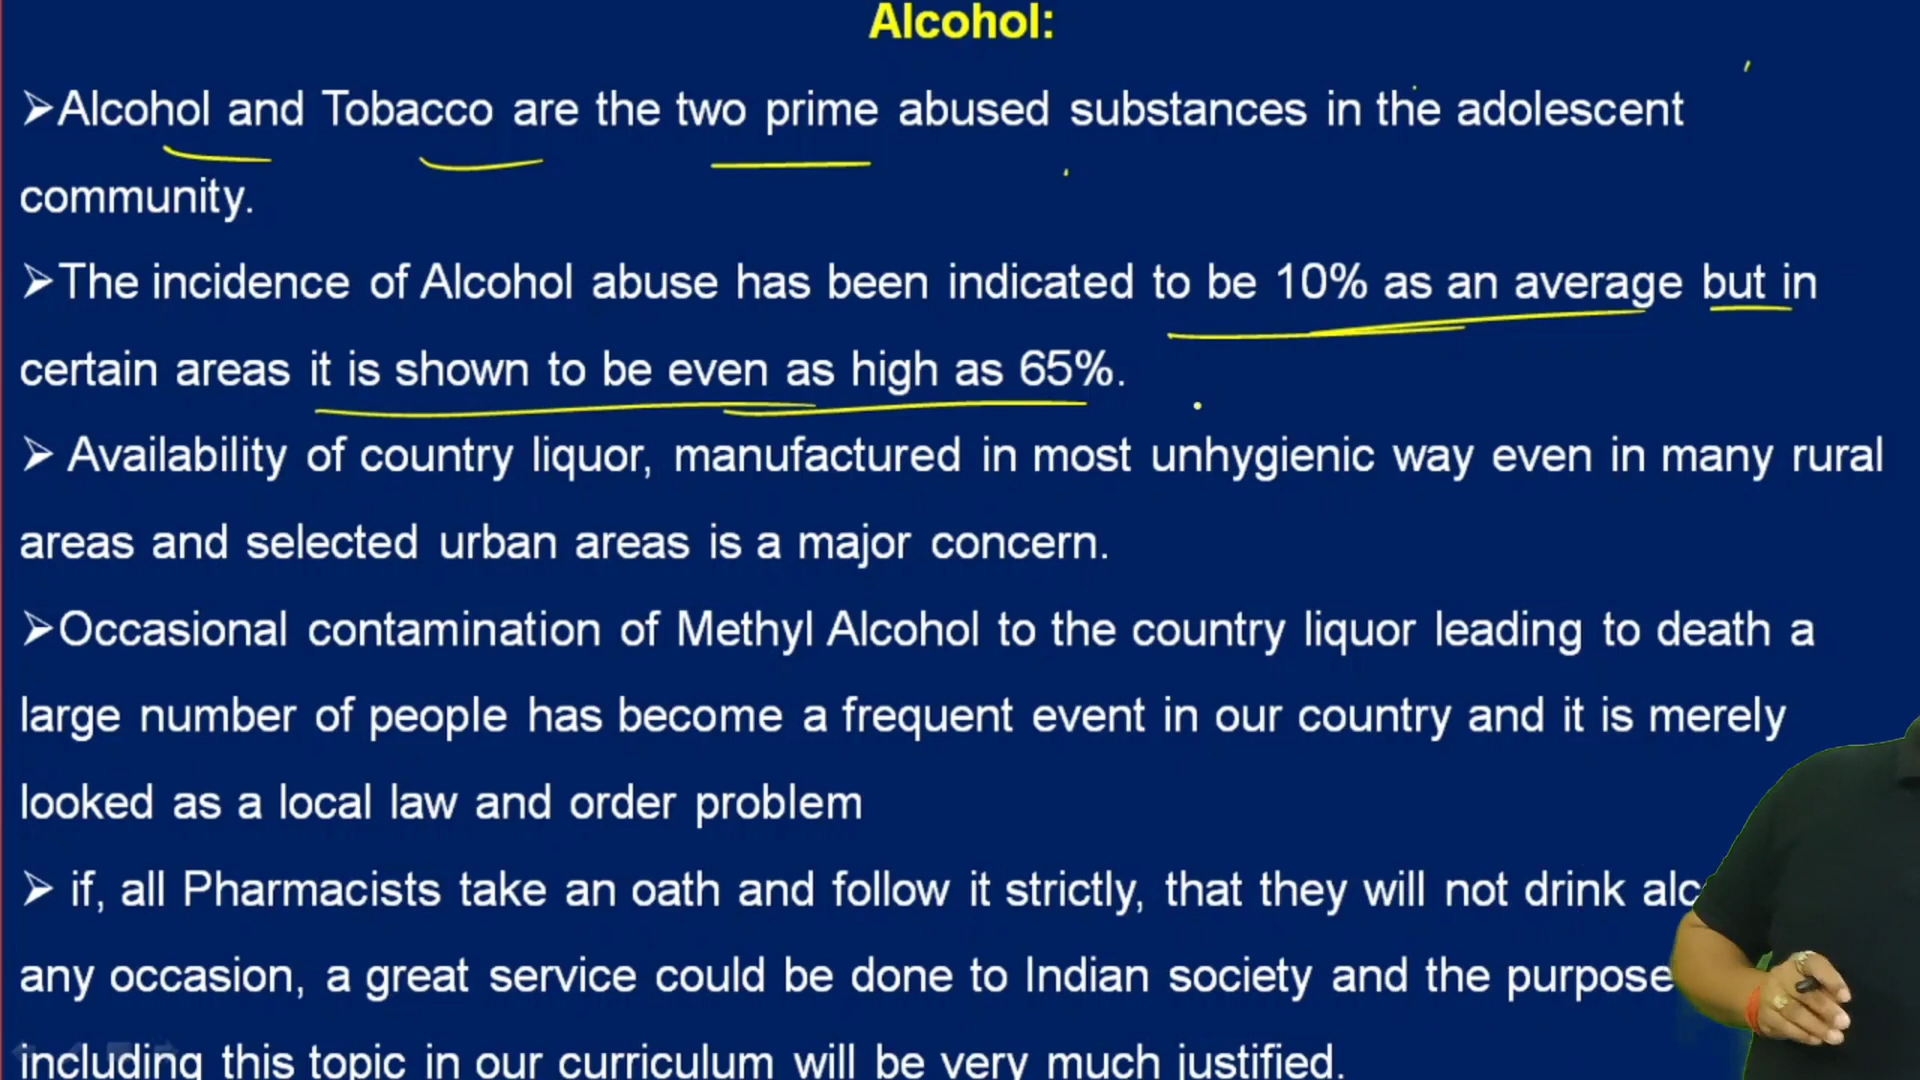 Alcohol:
➢Alcohol and Tobacco are the two prime abused substances in the adolescent
community.
➢The incidence of Alcohol abuse has been indicated to be 10% as an average but in
certain areas it is shown to be even as high as 65%.
➢ Availability of country liquor, manufactured in most unhygienic way even in many rural
areas and selected urban areas is a major concern.
➢Occasional contamination of Methyl Alcohol to the country liquor leading to death a
large number of people has become a frequent event in our country and it is merely
looked as a local law and order problem
➢ if, all Pharmacists take an oath and follow it strictly, that they will not drink
any occasion, a great service could be done to Indian society and the purpose
including this topic in our curriculum will be very much justified.